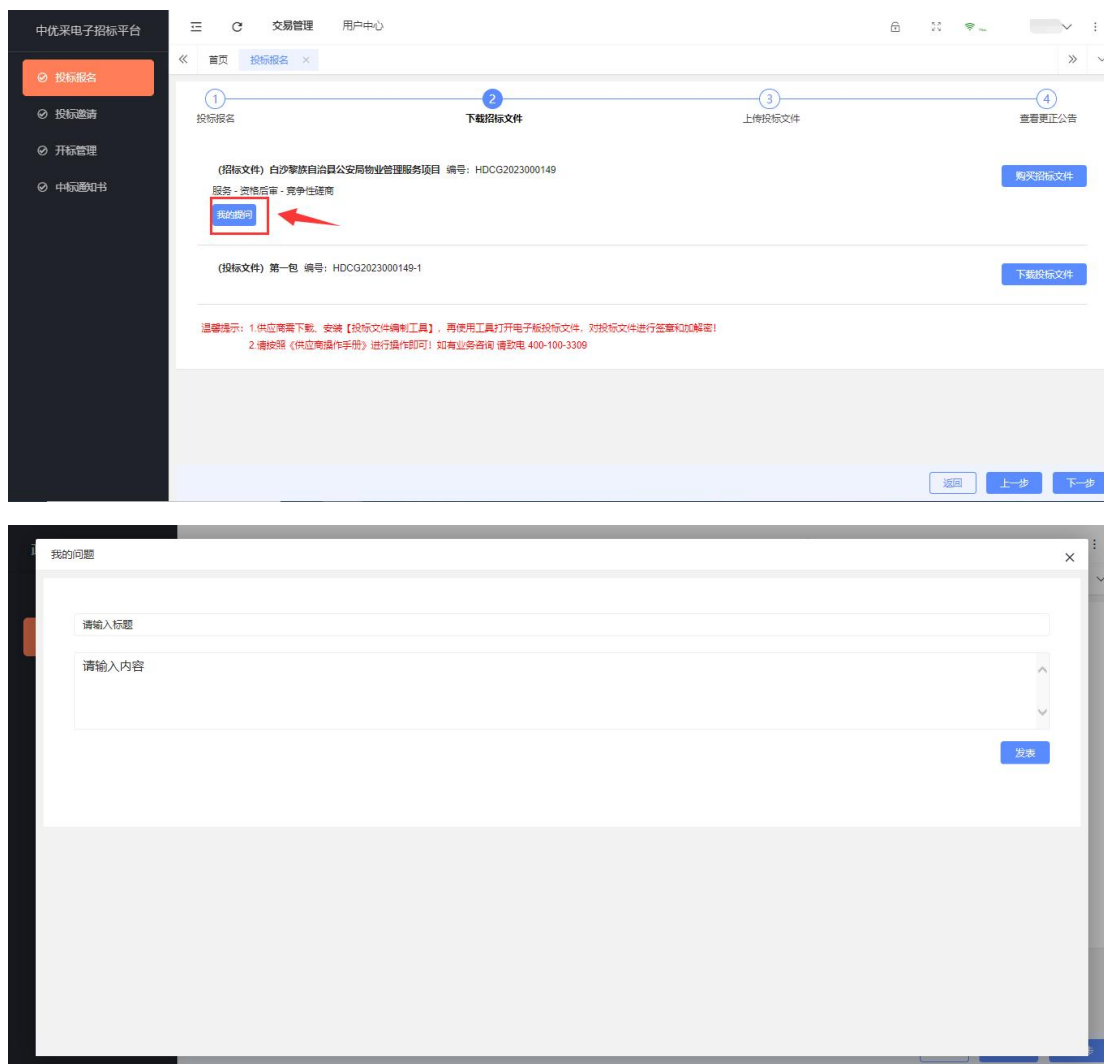 中优采电子招标平台
交易管理 用户中心
首页 投标报名
投标报名
投标邀请
开标管理
中标通知书
1 2 3 4
投标报名 下载招标文件 上传投标文件 查看更正公告
(招标文件) 白沙黎族自治县公安局物业管理服务项目 编号：HDCG2023000149
购买招标文件
服务 - 资格后审 - 竞争性磋商
我的提问
(投标文件) 第一包 编号：HDCG2023000149-1
下载投标文件
温馨提示：1.供应商需下载、安装【投标文件编制工具】，再使用工具打开电子版投标文件，对投标文件进行签章和加解密！
2.请按照《供应商操作手册》进行操作即可！如有业务咨询 请致电 400-100-3309
返回 上一步 下一步
我的问题
请输入标题
请输入内容
发表